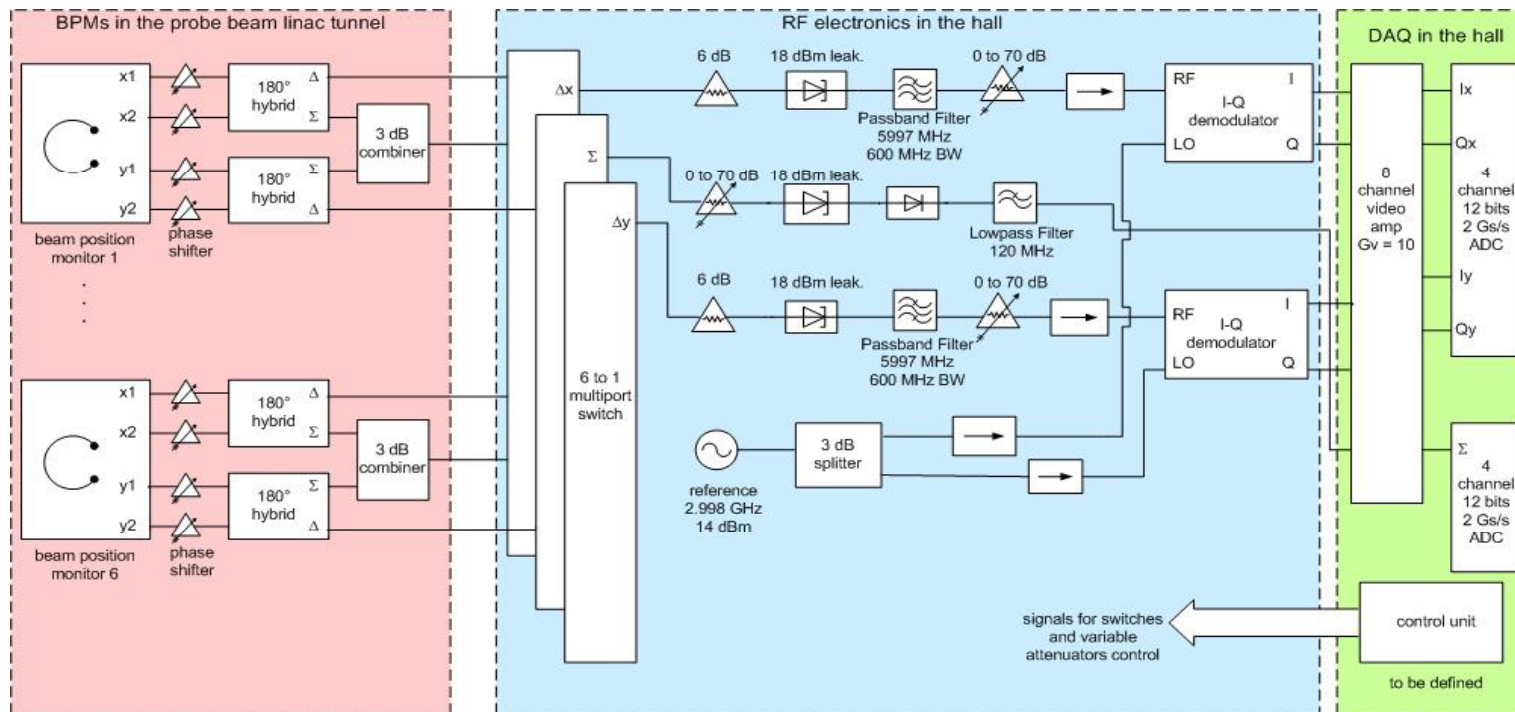 BPMs in the probe beam linac tunnel
x1
x2
y1
y2
180°
hybrid
Δ
Σ
180°
hybrid
Σ
Δ
3 dB
combiner
beam position
monitor 1
phase
shifter
.
.
.
.
x1
x2
y1
y2
180°
hybrid
Δ
Σ
180°
hybrid
Σ
Δ
3 dB
combiner
beam position
monitor 6
phase
shifter
RF electronics in the hall
Δx
Σ
Δy
6 to 1
multiport
switch
6 dB
18 dBm leak.
Passband Filter
5997 MHz
600 MHz BW
0 to 70 dB
RF
I
I-Q
demodulator
LO
Q
0 to 70 dB
18 dBm leak.
Lowpass Filter
120 MHz
6 dB
18 dBm leak.
Passband Filter
5997 MHz
600 MHz BW
0 to 70 dB
RF
I
I-Q
demodulator
LO
Q
reference
2.998 GHz
14 dBm
3 dB
splitter
signals for switches
and variable
attenuators control
DAQ in the hall
8
channel
video
amp
Gv = 10
Ix
Qx
4
channel
12 bits
2 Gs/s
ADC
Iy
Qy
Σ
4
channel
12 bits
2 Gs/s
ADC
control unit
to be defined